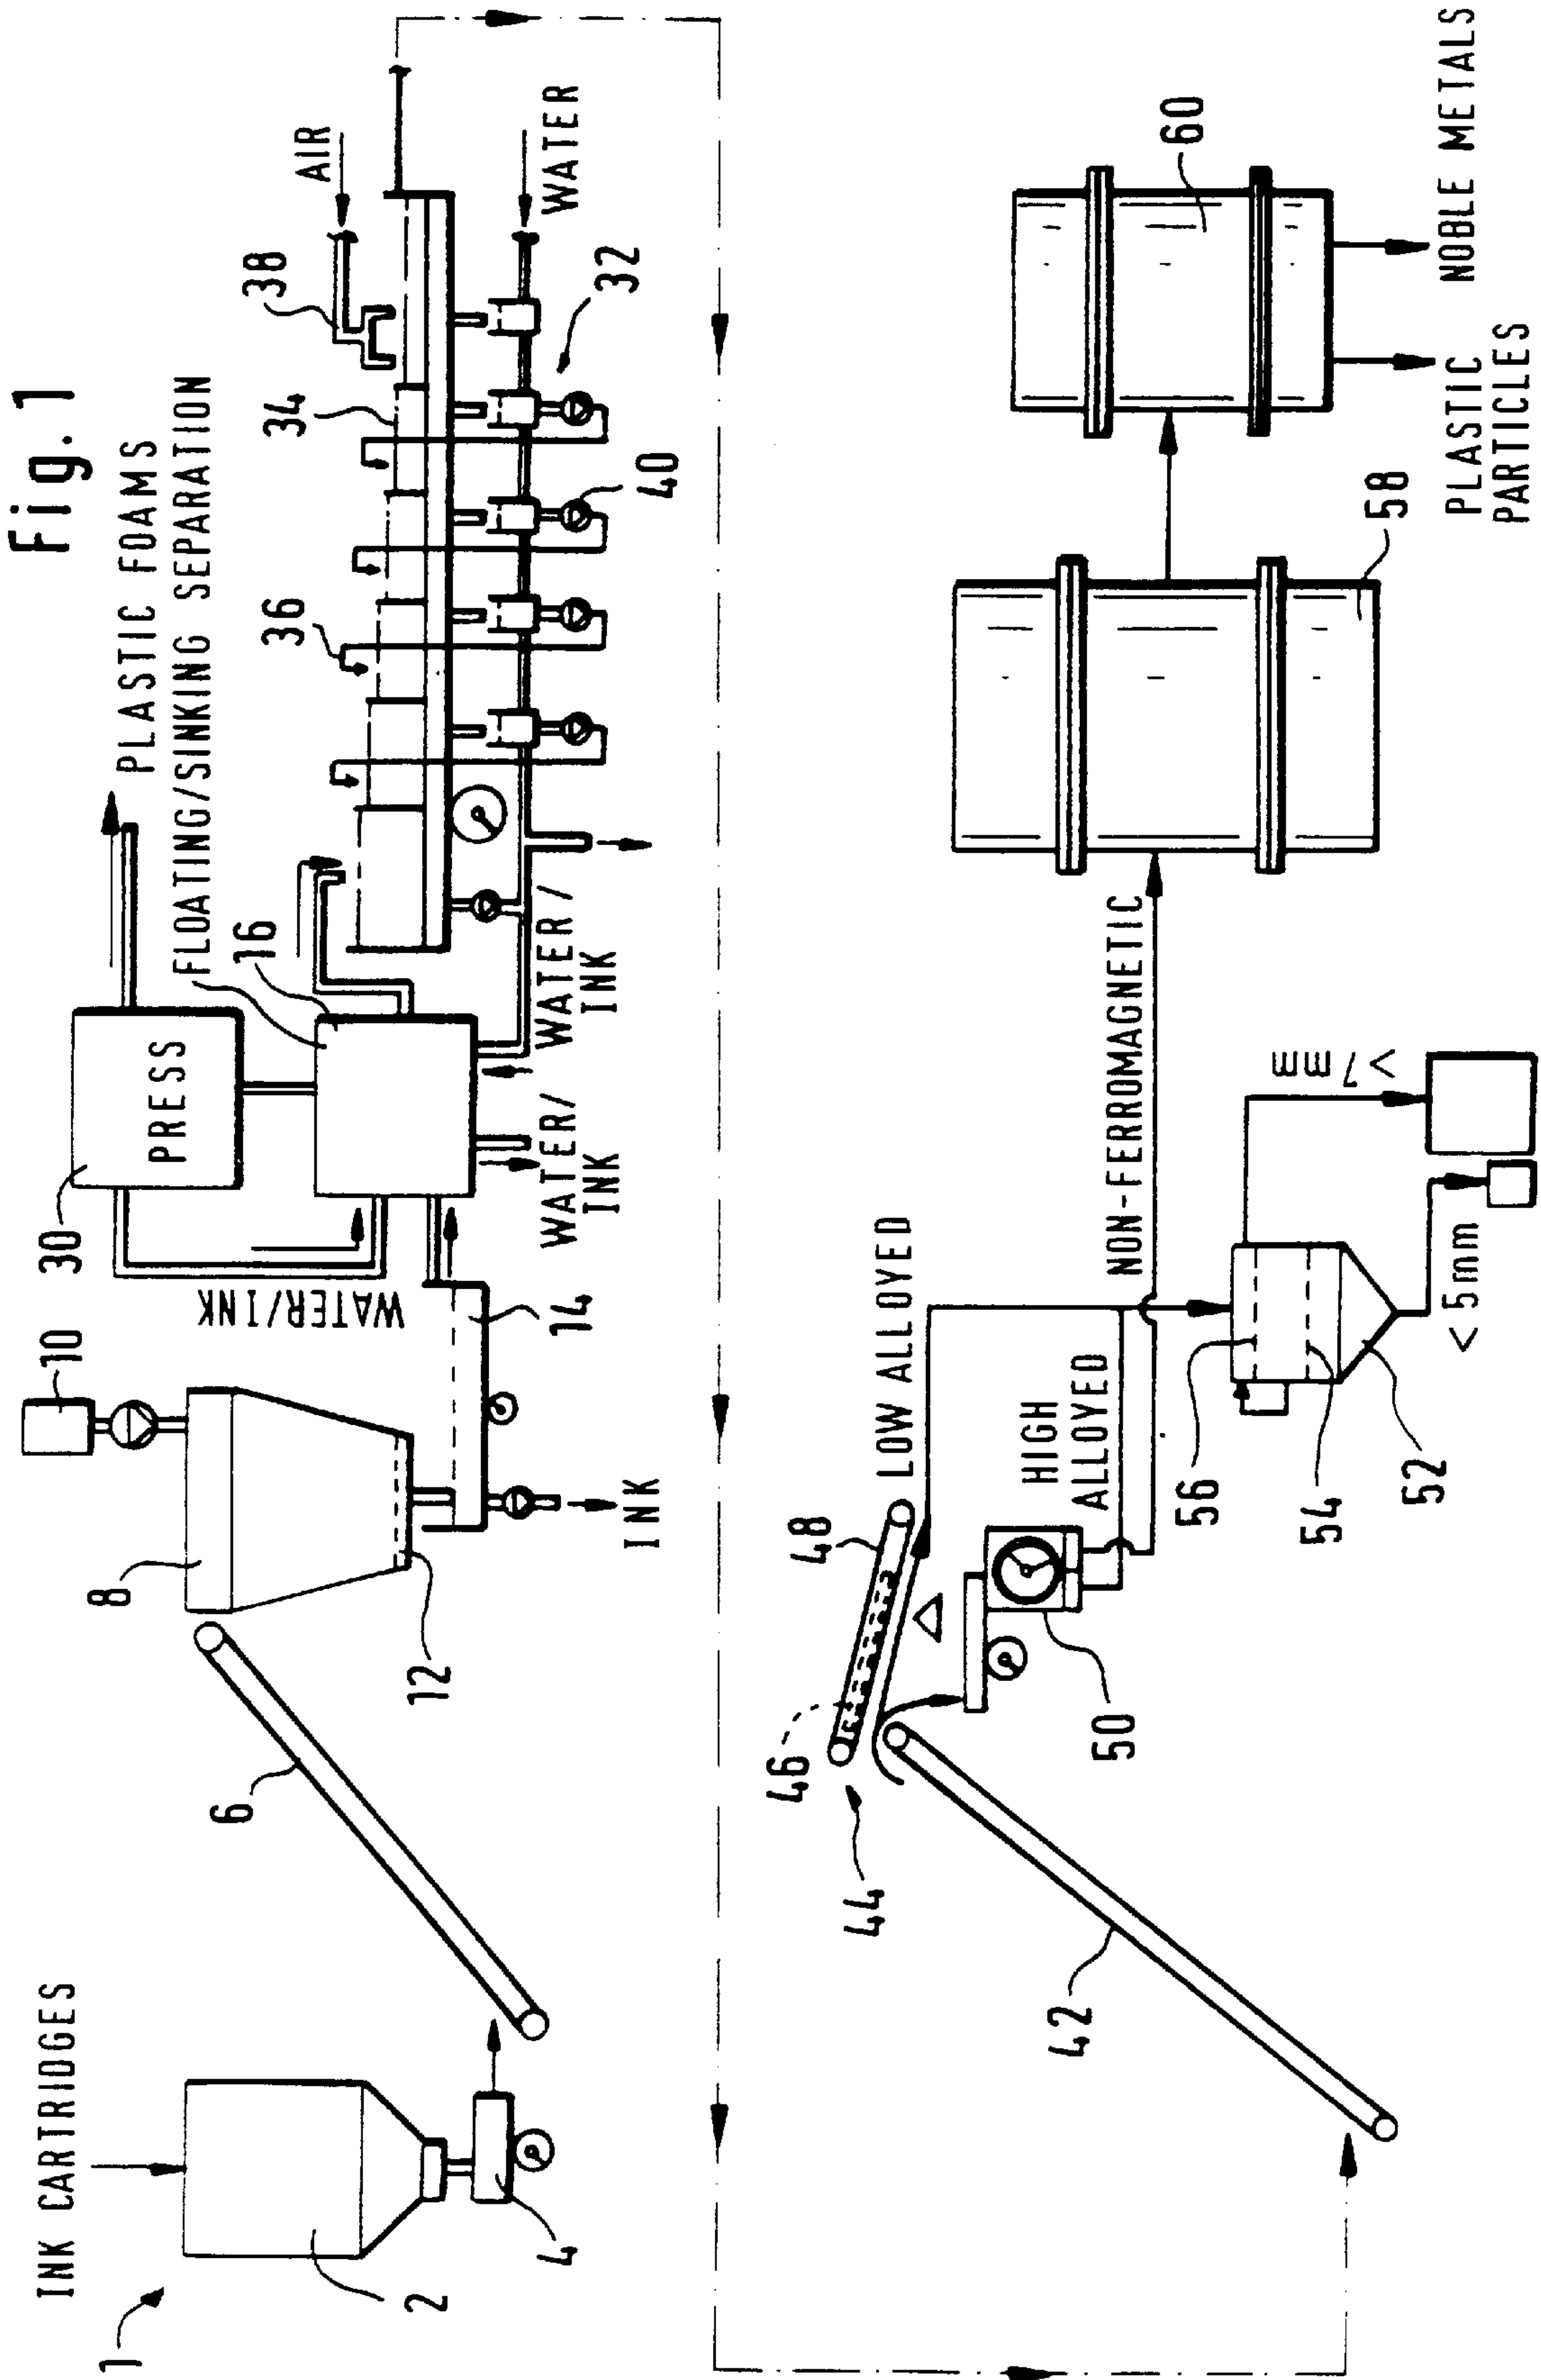 Fig. 1
INK CARTRIDGES
1
2
4
6
8
10
12
INK
14
WATER/INK
30
PRESS
PLASTIC FOAMS
FLOATING/SINKING SEPARATION
16
WATER/
INK
WATER/
INK
36
34
38
AIR
WATER
32
40
42
44
46
48
LOW ALLOYED
50
HIGH
ALLOYED
NON-FERROMAGNETIC
56
54
52
< 5mm
>7
mm
58
60
PLASTIC
PARTICLES
NOBLE METALS